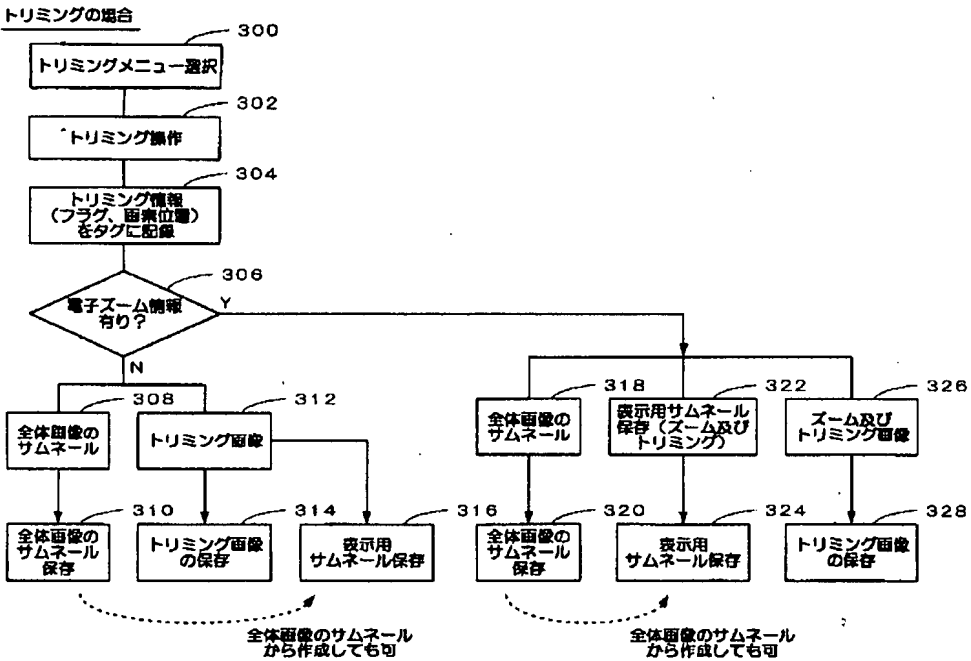 トリミングの場合
300
トリミングメニュー選択
302
トリミング操作
304
トリミング情報
（フラグ、画素位置）
をタグに記録
306
電子ズーム情報
有り？
Y
N
308
全体画像の
サムネール
312
トリミング画像
318
全体画像の
サムネール
322
表示用サムネール
保存（ズーム及び
トリミング）
326
ズーム及び
トリミング画像
310
全体画像の
サムネール
保存
314
トリミング画像
の保存
316
表示用
サムネール保存
320
全体画像の
サムネール
保存
324
表示用
サムネール保存
328
トリミング画像
の保存
全体画像のサムネール
から作成しても可
全体画像のサムネール
から作成しても可